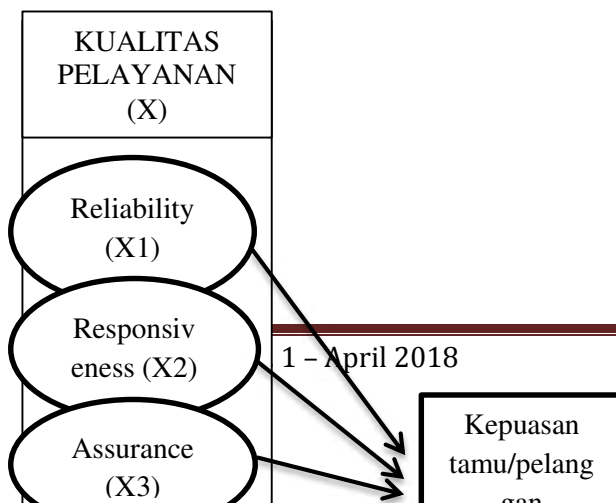 KUALITAS
PELAYANAN
(X)
Reliability
(X1)
Responsiv
eness (X2)
1 – April 2018
Assurance
(X3)
Kepuasan
tamu/pelang
gan